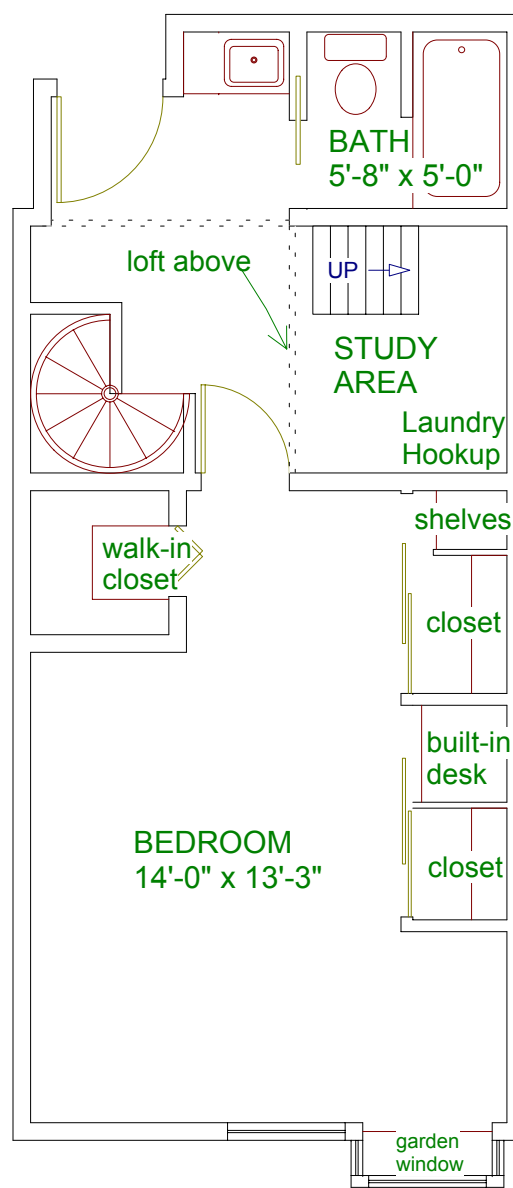 BATH
5'-8" x 5'-0"
loft above
UP
STUDY
AREA
Laundry
Hookup
shelves
walk-in
closet
closet
built-in
desk
BEDROOM
14'-0" x 13'-3"
closet
garden
window